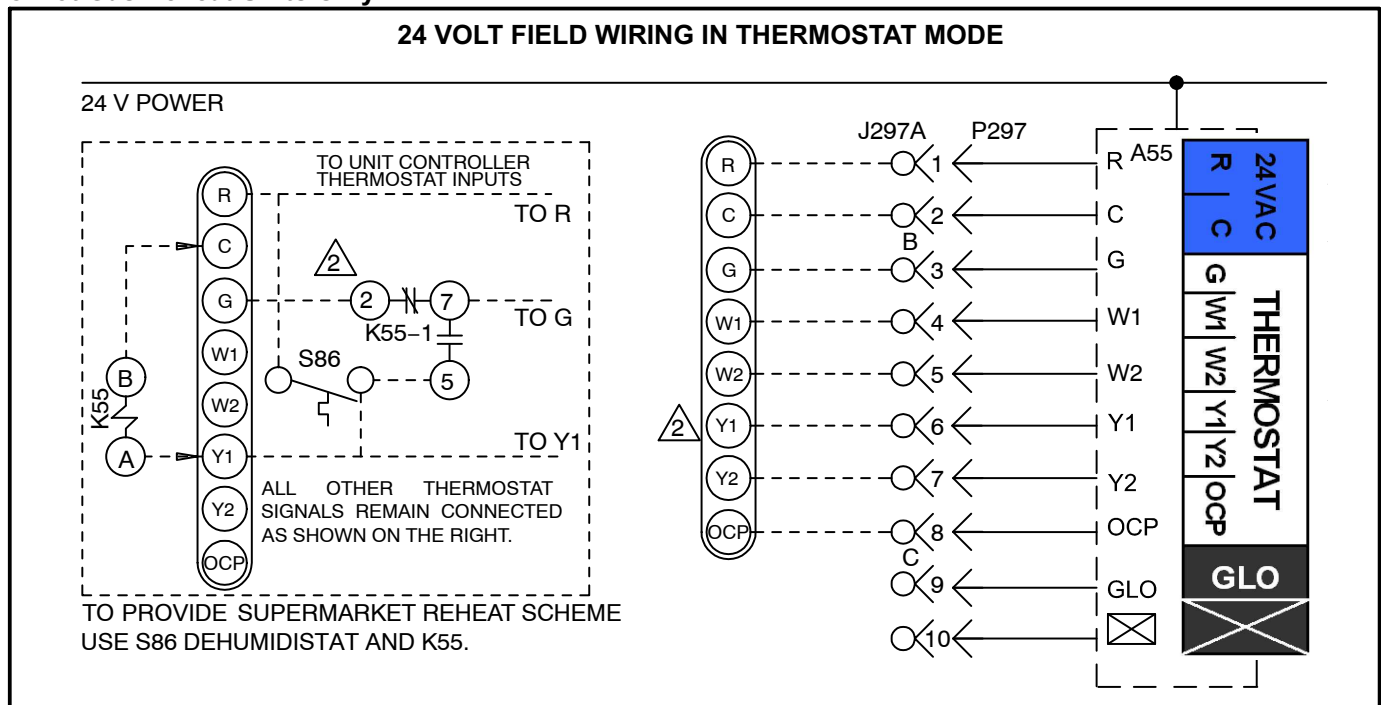 24 VOLT FIELD WIRING IN THERMOSTAT MODE
24 V POWER
TO UNIT CONTROLLER
THERMOSTAT INPUTS
R
TO R
C
2
G
2
7
TO G
K55-1
W1
S86
B
K55
W2
5
A
Y1
TO Y1
Y2
ALL OTHER THERMOSTAT
SIGNALS REMAIN CONNECTED
AS SHOWN ON THE RIGHT.
OCP
TO PROVIDE SUPERMARKET REHEAT SCHEME
USE S86 DEHUMIDISTAT AND K55.
J297A P297
R 1 R A55
C 2 C
B
G 3 G
W1 4 W1
W2 5 W2
2
Y1 6 Y1
Y2 7 Y2
OCP 8 OCP
C
9 GLO
10
24VAC
R C
THERMOSTAT
G W1 W2 Y1 Y2 OCP
GLO